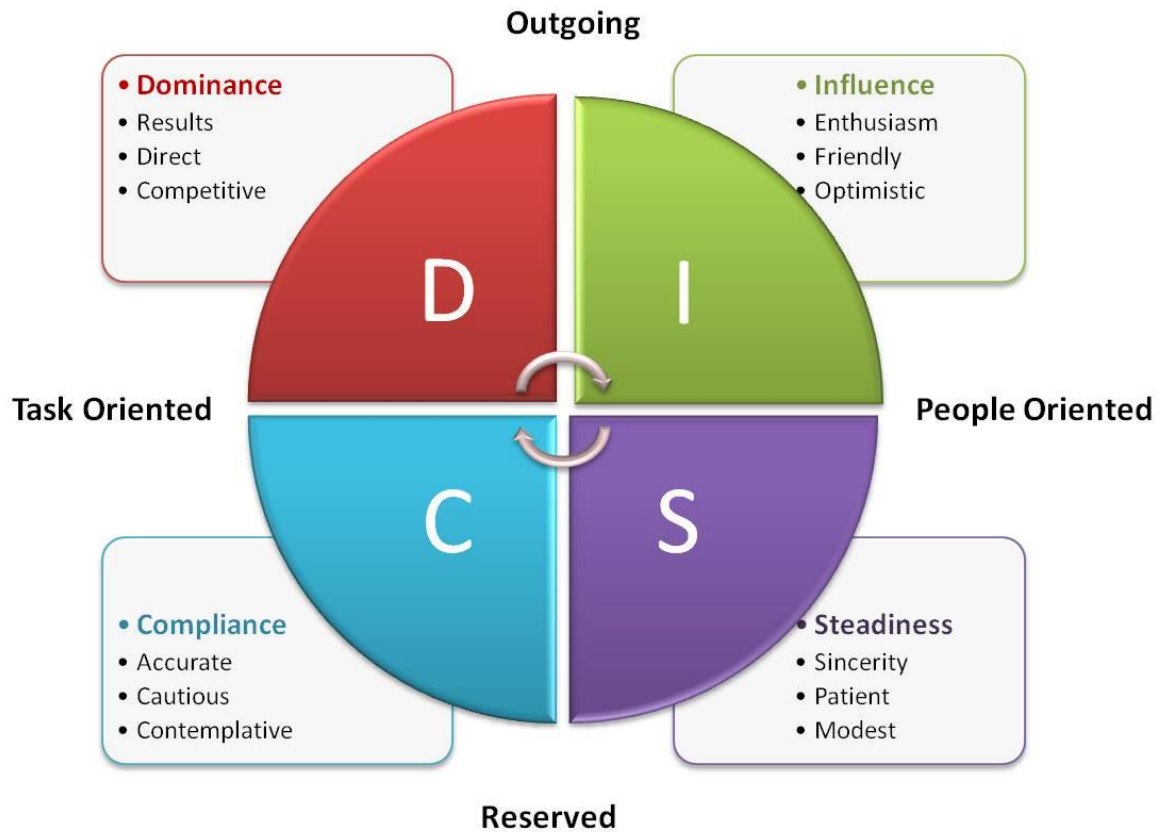 Outgoing
• Dominance
• Results
• Direct
• Competitive
• Influence
• Enthusiasm
• Friendly
• Optimistic
D
I
Task Oriented
People Oriented
C
S
• Compliance
• Accurate
• Cautious
• Contemplative
• Steadiness
• Sincerity
• Patient
• Modest
Reserved